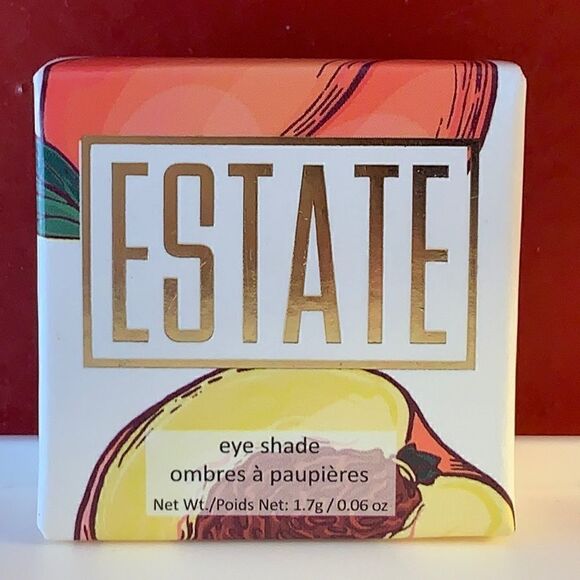 ESTATE
eye shade
ombres à paupières
Net Wt./Poids Net: 1.7g / 0.06 oz